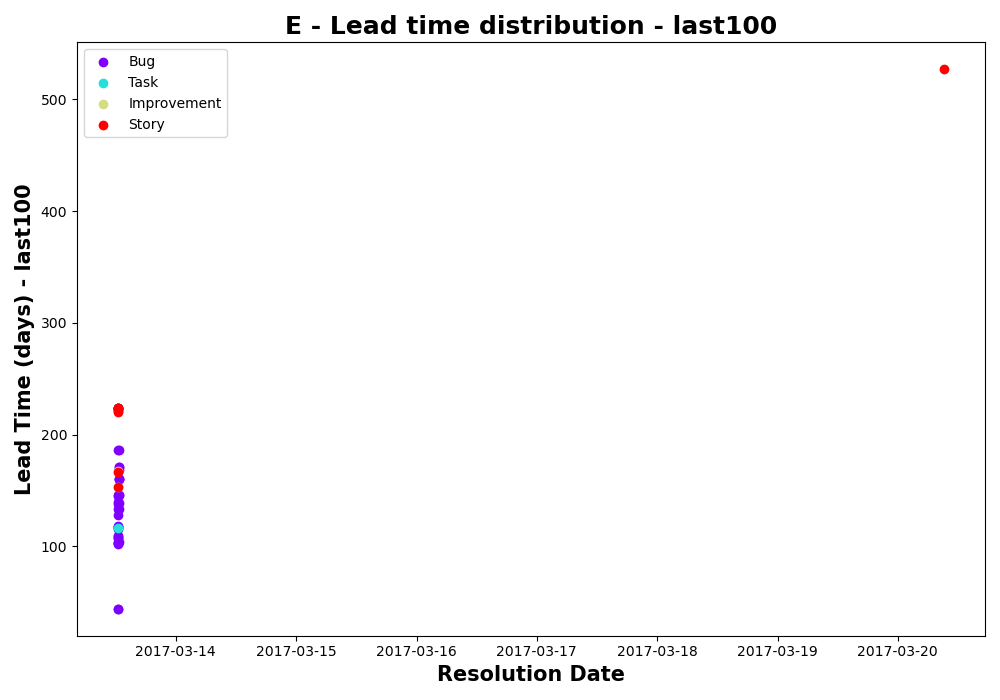 E - Lead time distribution - last100
Bug
Task
Improvement
Story
Lead Time (days) - last100
500
400
300
200
100
2017-03-14
2017-03-15
2017-03-16
2017-03-17
2017-03-18
2017-03-19
2017-03-20
Resolution Date